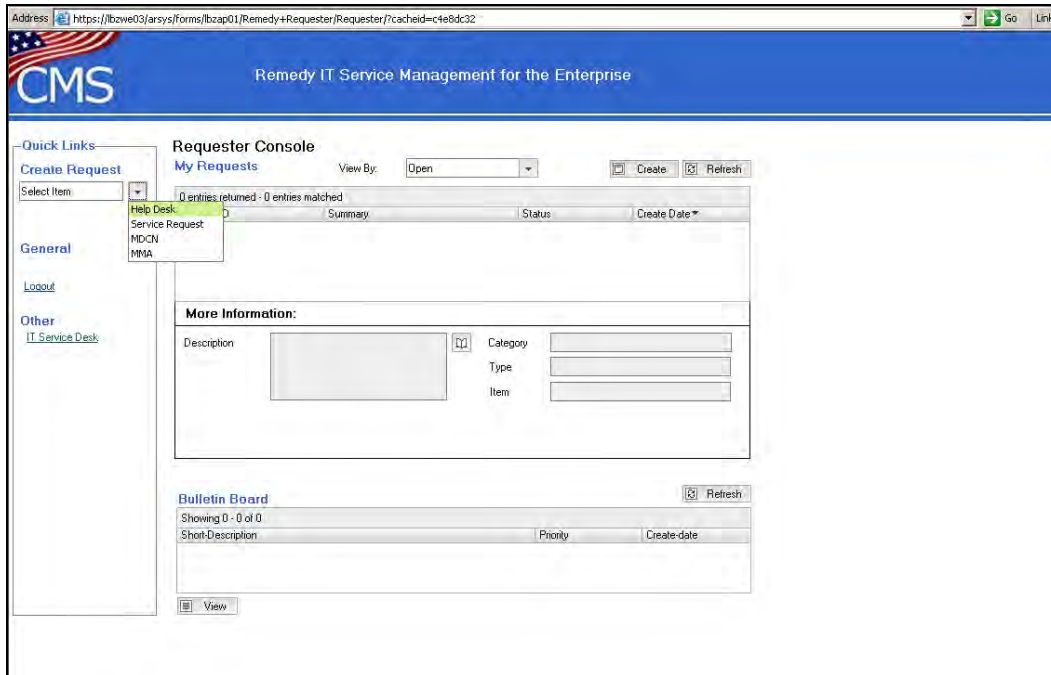 Address https://lbzwe03/arsys/forms/lbzap01/Remedy+Requester/Requester/?cacheid=c4e8dc32 Go
CMS
Remedy IT Service Management for the Enterprise
Quick Links
Create Request
Select Item
Help Desk
Service Request
MDCN
MMA
General
Logout
Other
IT Service Desk
Requester Console
My Requests View By: Open Create Refresh
0 entries returned - 0 entries matched
Summary Status Create Date
More Information:
Description Category
Type
Item
Bulletin Board Refresh
Showing 0 - 0 of 0
Short-Description Priority Create-date
View